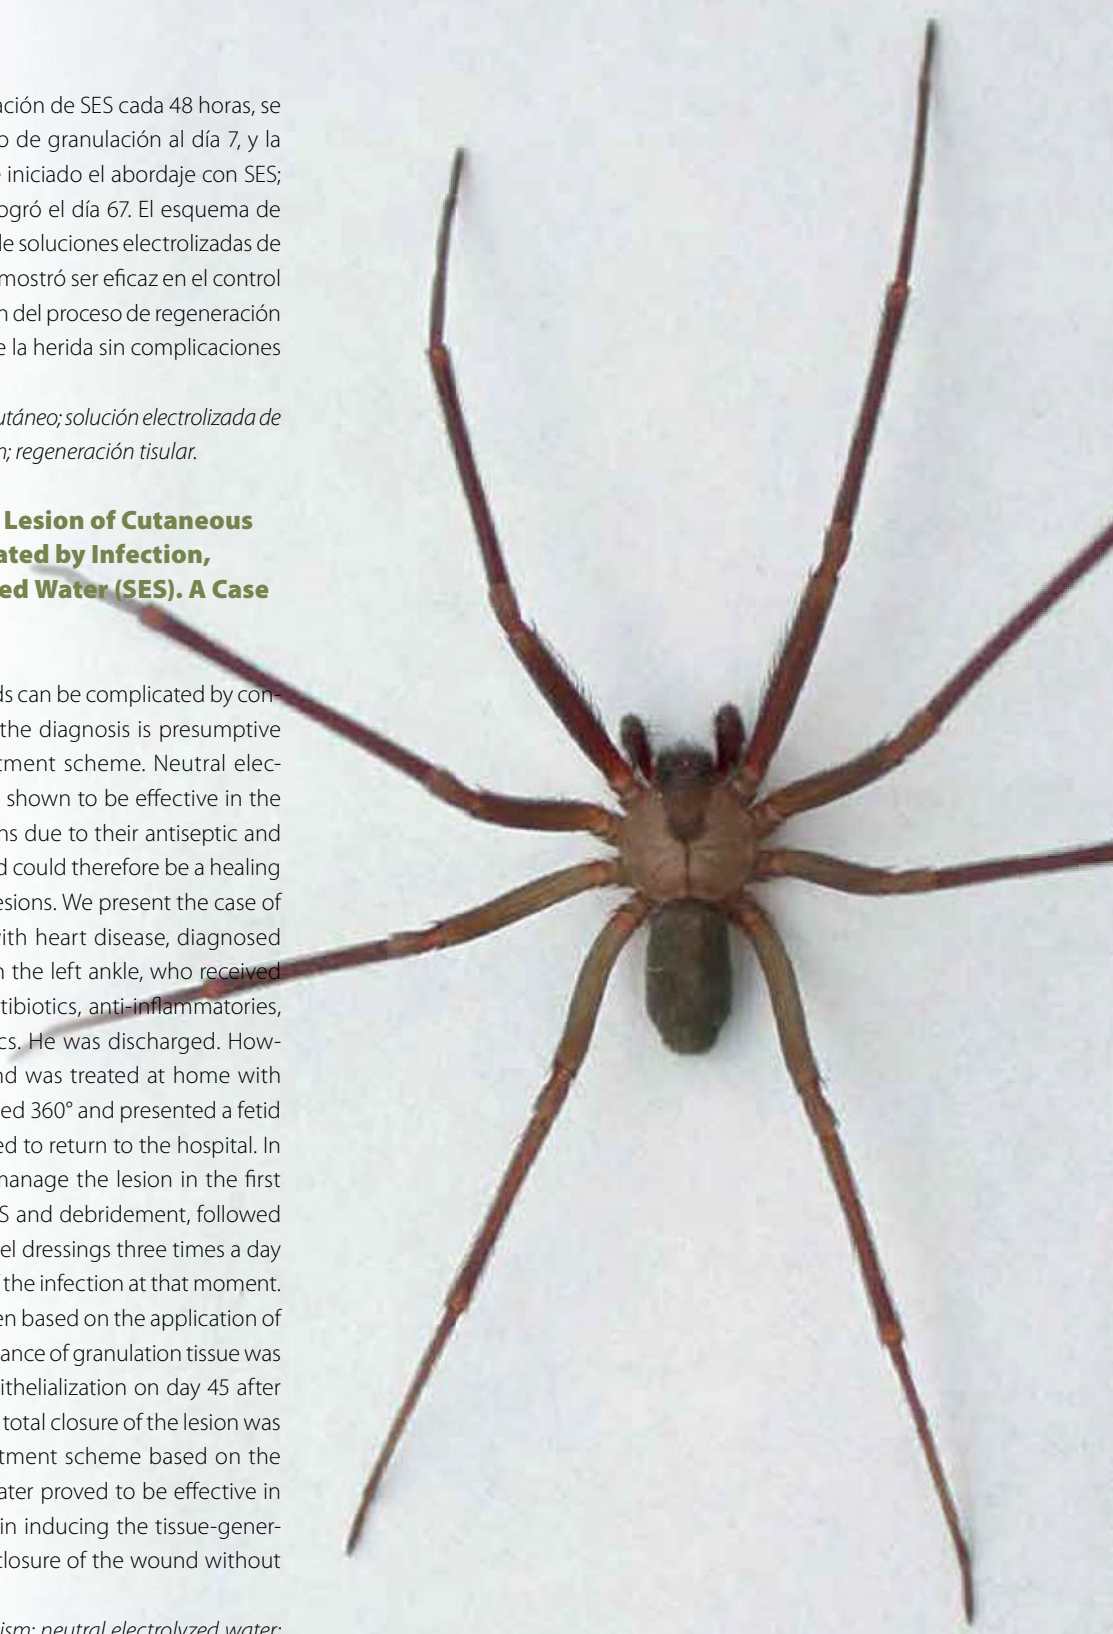 ación de SES cada 48 horas, se
o de granulación al día 7, y la
e iniciado el abordaje con SES;
ogró el día 67. El esquema de
de soluciones electrolizadas de
mostró ser eficaz en el control
n del proceso de regeneración
e la herida sin complicaciones
utáneo; solución electrolizada de
n; regeneración tisular.
Lesion of Cutaneous
ated by Infection,
ed Water (SES). A Case
ds can be complicated by con-
the diagnosis is presumptive
tment scheme. Neutral elec-
shown to be effective in the
ns due to their antiseptic and
d could therefore be a healing
esions. We present the case of
with heart disease, diagnosed
n the left ankle, who received
tibiotics, anti-inflammatories,
cs. He was discharged. How-
nd was treated at home with
ed 360° and presented a fetid
ed to return to the hospital. In
manage the lesion in the first
S and debridement, followed
el dressings three times a day
f the infection at that moment.
en based on the application of
ance of granulation tissue was
ithelialization on day 45 after
total closure of the lesion was
tment scheme based on the
ater proved to be effective in
in inducing the tissue-gener-
closure of the wound without
ism; neutral electrolyzed water;